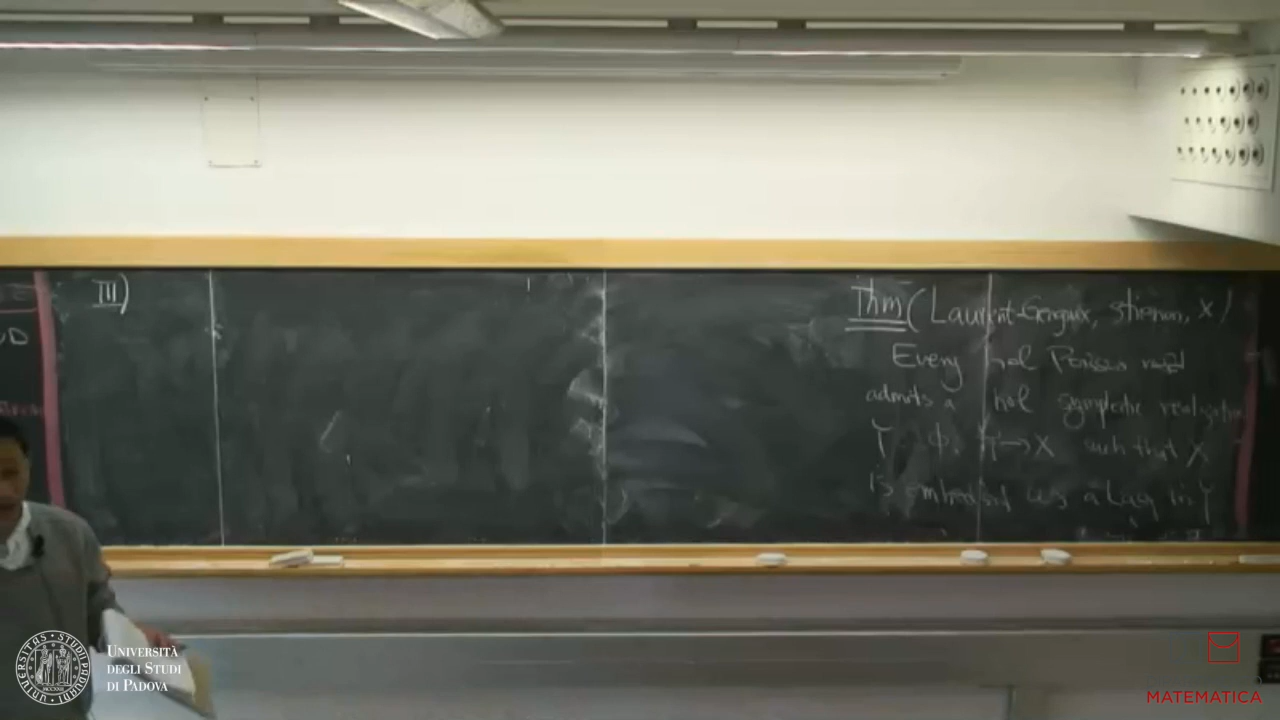 III)
Thm (Laurent-Gengoux, Stienon, X)
Every hol Poisson mfd
admits a hol symplectic realization
Y φ: Y → X such that X
is embedded as a Lag in Y
UNIVERSITÀ
DEGLI STUDI
DI PADOVA
MATEMATICA